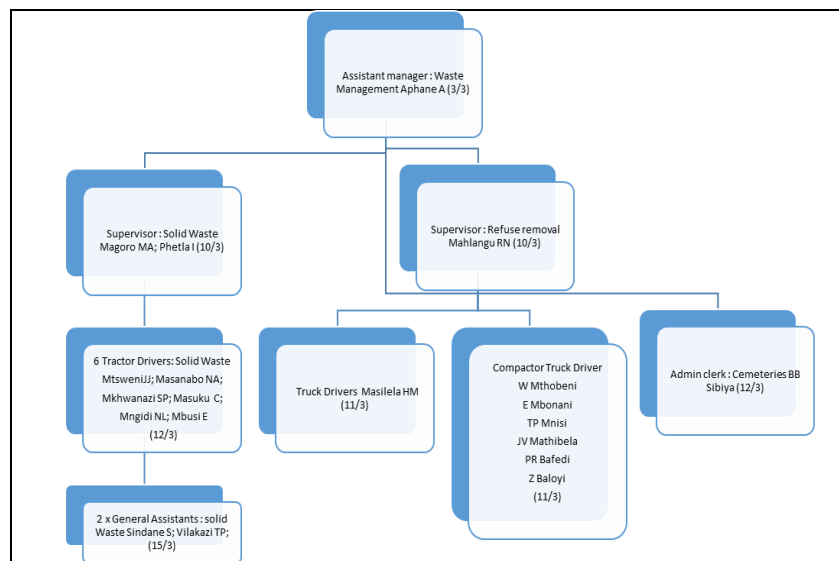 Assistant manager : Waste
Management Aphane A (3/3)
Supervisor : Solid Waste
Magoro MA; Phetla I (10/3)
Supervisor : Refuse removal
Mahlangu RN (10/3)
6 Tractor Drivers: Solid Waste
MtsweniJJ; Masanabo NA;
Mkhwanazi SP; Masuku C;
Mngidi NL; Mbusi E
(12/3)
Truck Drivers Masilela HM
(11/3)
Compactor Truck Driver
W Mthobeni
E Mbonani
TP Mnisi
JV Mathibela
PR Bafedi
Z Baloyi
(11/3)
Admin clerk : Cemeteries BB
Sibiya (12/3)
2 x General Assistants : solid
Waste Sindane S; Vilakazi TP;
(15/3)